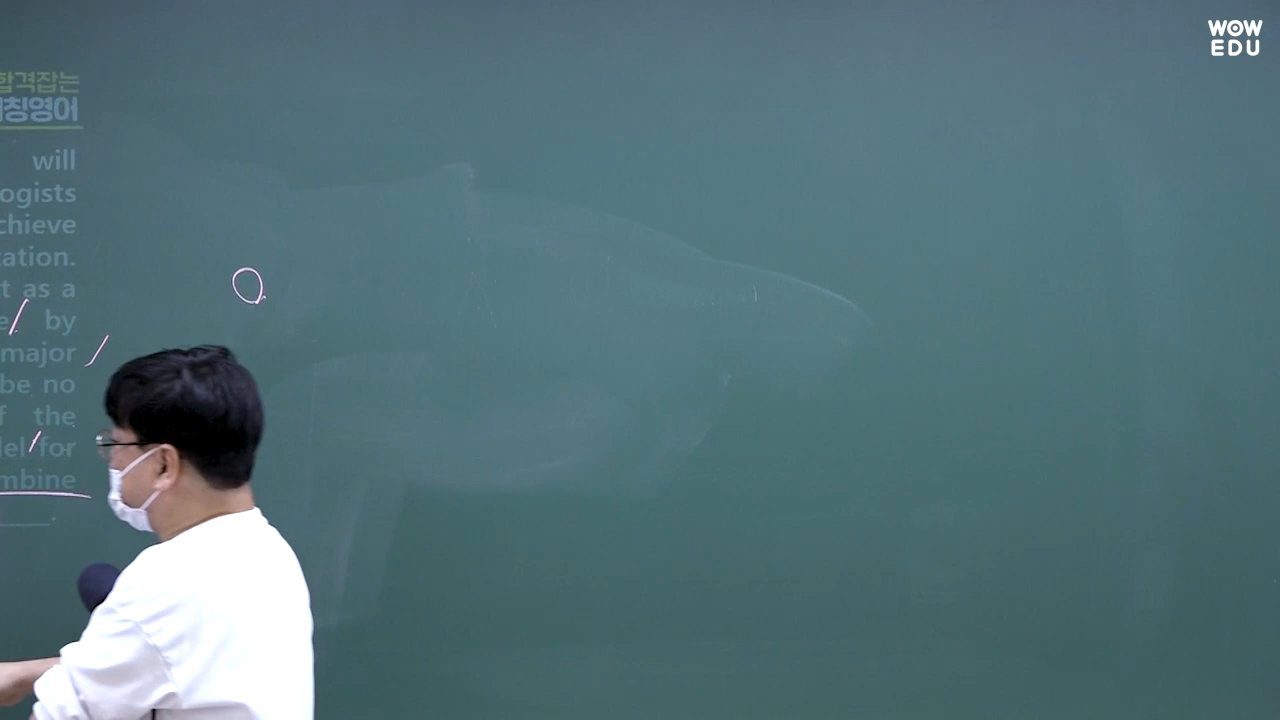 WOW
EDU
합격잡는
칭영어
will
ogists
chieve
tation.
t as a
e by
major
be no
f the
del for
mbine